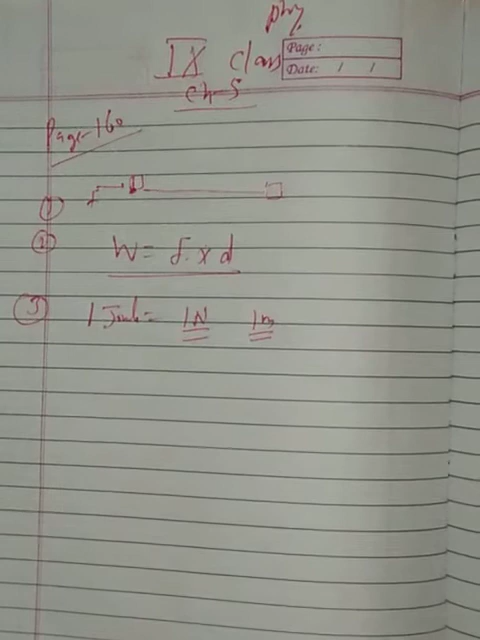 phy
IX Class
Page:
Date: / /
Ch-5
Page-160
① f
② W = f. x d
③ 1 Joule = 1N 1m